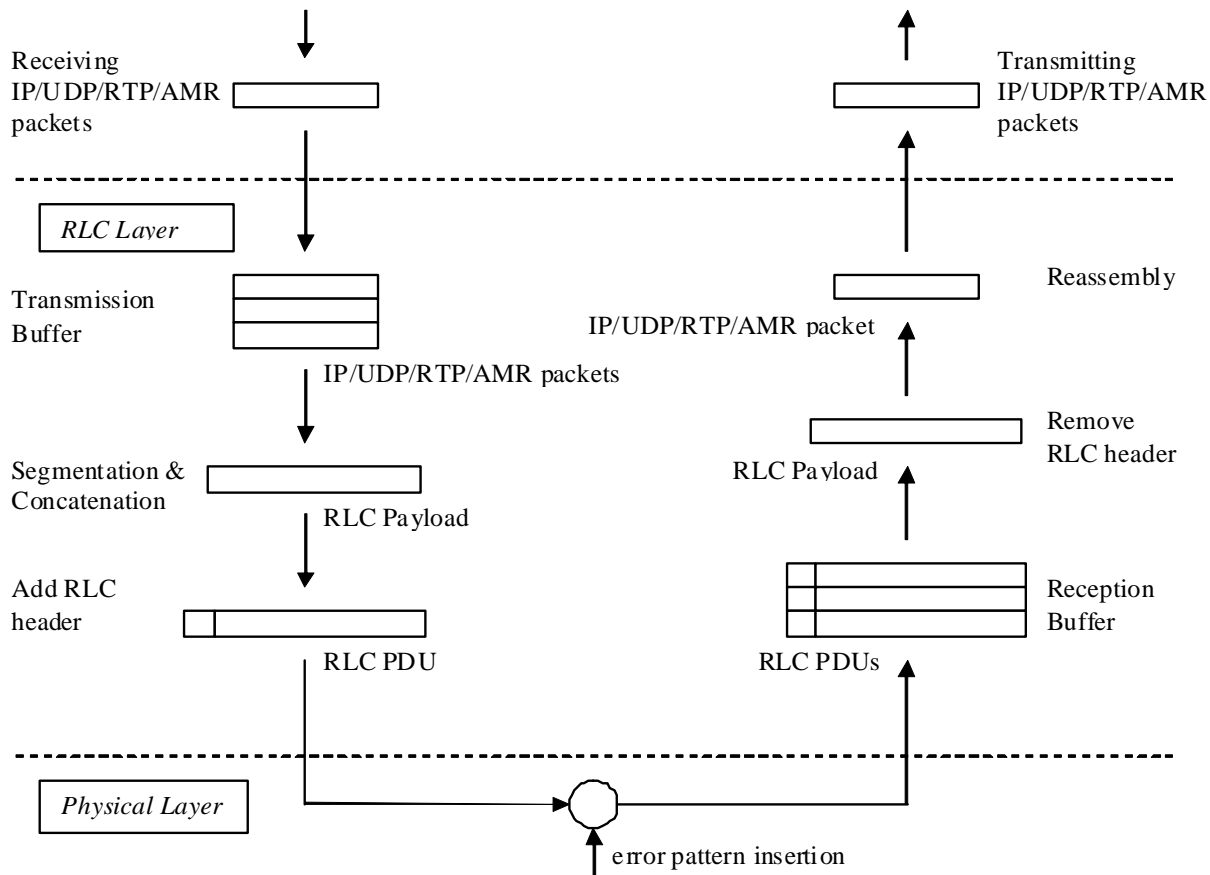 Receiving
IP/UDP/RTP/AMR
packets
Transmitting
IP/UDP/RTP/AMR
packets
RLC Layer
Transmission
Buffer
IP/UDP/RTP/AMR packets
Reassembly
IP/UDP/RTP/AMR packet
Segmentation &
Concatenation
RLC Payload
Remove
RLC header
RLC Payload
Add RLC
header
RLC PDU
Reception
Buffer
RLC PDUs
Physical Layer
error pattern insertion